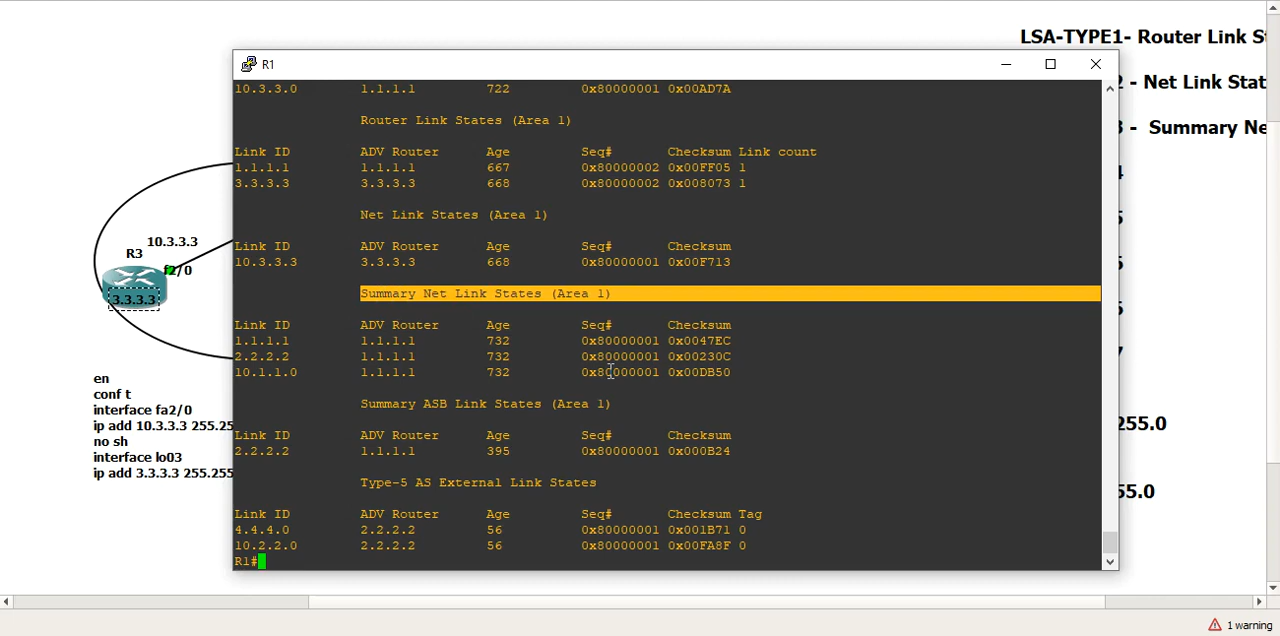 LSA-TYPE1- Router Link S
R1
2 - Net Link Stat
3 - Summary Ne
4
5
5
6
7
255.0
55.0
10.3.3.0 1.1.1.1 722 0x80000001 0x00AD7A
Router Link States (Area 1)
Link ID ADV Router Age Seq# Checksum Link count
1.1.1.1 1.1.1.1 667 0x80000002 0x00FF05 1
3.3.3.3 3.3.3.3 668 0x80000002 0x008073 1
Net Link States (Area 1)
Link ID ADV Router Age Seq# Checksum
10.3.3.3 3.3.3.3 668 0x80000001 0x00F713
Summary Net Link States (Area 1)
Link ID ADV Router Age Seq# Checksum
1.1.1.1 1.1.1.1 732 0x80000001 0x0047EC
2.2.2.2 1.1.1.1 732 0x80000001 0x00230C
10.1.1.0 1.1.1.1 732 0x80000001 0x00DB50
Summary ASB Link States (Area 1)
Link ID ADV Router Age Seq# Checksum
2.2.2.2 1.1.1.1 395 0x80000001 0x000B24
Type-5 AS External Link States
Link ID ADV Router Age Seq# Checksum Tag
4.4.4.0 2.2.2.2 56 0x80000001 0x001B71 0
10.2.2.0 2.2.2.2 56 0x80000001 0x00FA8F 0
R1#
10.3.3.3
R3
f2/0
3.3.3.3
en
conf t
interface fa2/0
ip add 10.3.3.3 255.25
no sh
interface lo03
ip add 3.3.3.3 255.255
1 warning